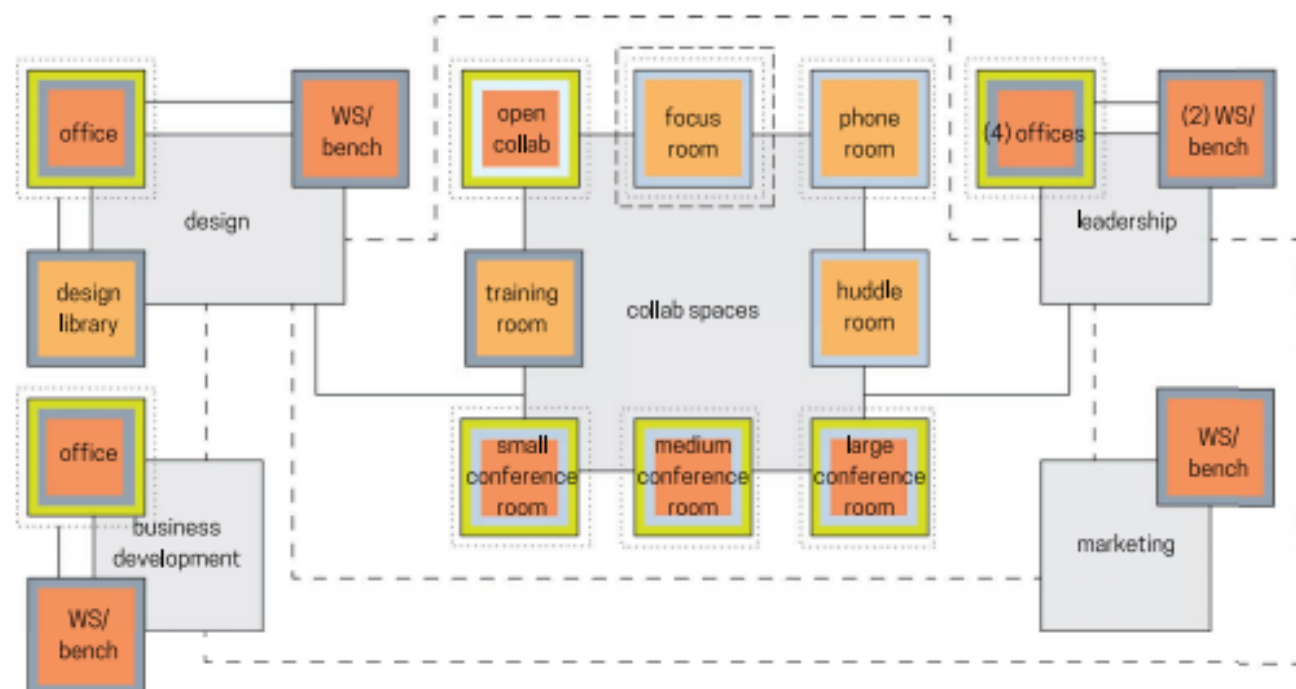 office
WS/
bench
open
collab
focus
room
phone
room
(4) offices
(2) WS/
bench
design
leadership
design
library
training
room
collab spaces
huddle
room
office
small
conference
room
medium
conference
room
large
conference
room
WS/
bench
business
development
marketing
WS/
bench